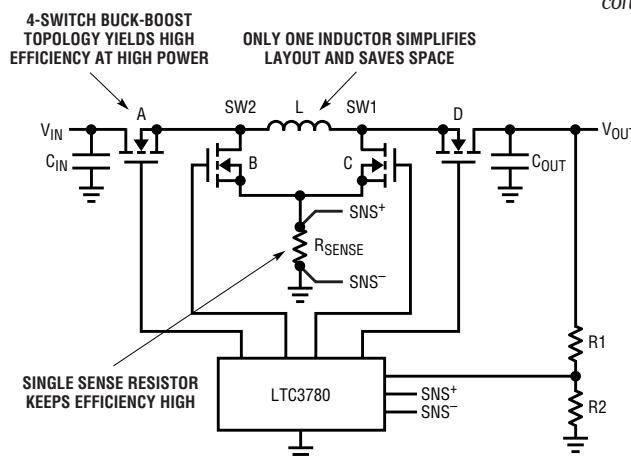 con
4-SWITCH BUCK-BOOST
TOPOLOGY YIELDS HIGH
EFFICIENCY AT HIGH POWER
ONLY ONE INDUCTOR SIMPLIFIES
LAYOUT AND SAVES SPACE
A
SW2
L
SW1
D
VIN
VOUT
CIN
B
C
COUT
SNS+
RSENSE
SNS–
R1
SINGLE SENSE RESISTOR
KEEPS EFFICIENCY HIGH
LTC3780
SNS+
SNS–
R2